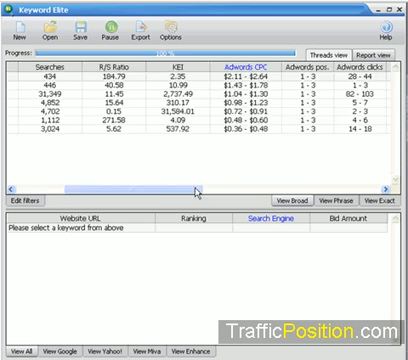 Keyword Elite
New Open Save Pause Export Options Help
Progress: 100 % Threads view Report view
Searches R/S Ratio KEI Adwords CPC Adwords pos. Adwords clicks
434 184.79 2.35 $2.11 - $2.64 1 - 3 28 - 44
446 40.58 10.99 $1.43 - $1.78 1 - 3 1 - 3
31,349 11.45 2,737.49 $1.04 - $1.30 1 - 3 82 - 103
4,852 15.64 310.17 $0.98 - $1.23 1 - 3 5 - 7
4,702 0.15 31,584.01 $0.72 - $0.91 1 - 3 2 - 3
1,112 271.58 4.09 $0.48 - $0.60 1 - 3 4 - 6
3,024 5.62 537.92 $0.36 - $0.48 1 - 3 14 - 18
Edit filters View Broad View Phrase View Exact
Website URL Ranking Search Engine Bid Amount
Please select a keyword from above
TrafficPosition.com
View All View Google View Yahoo! View Miva View Enhance